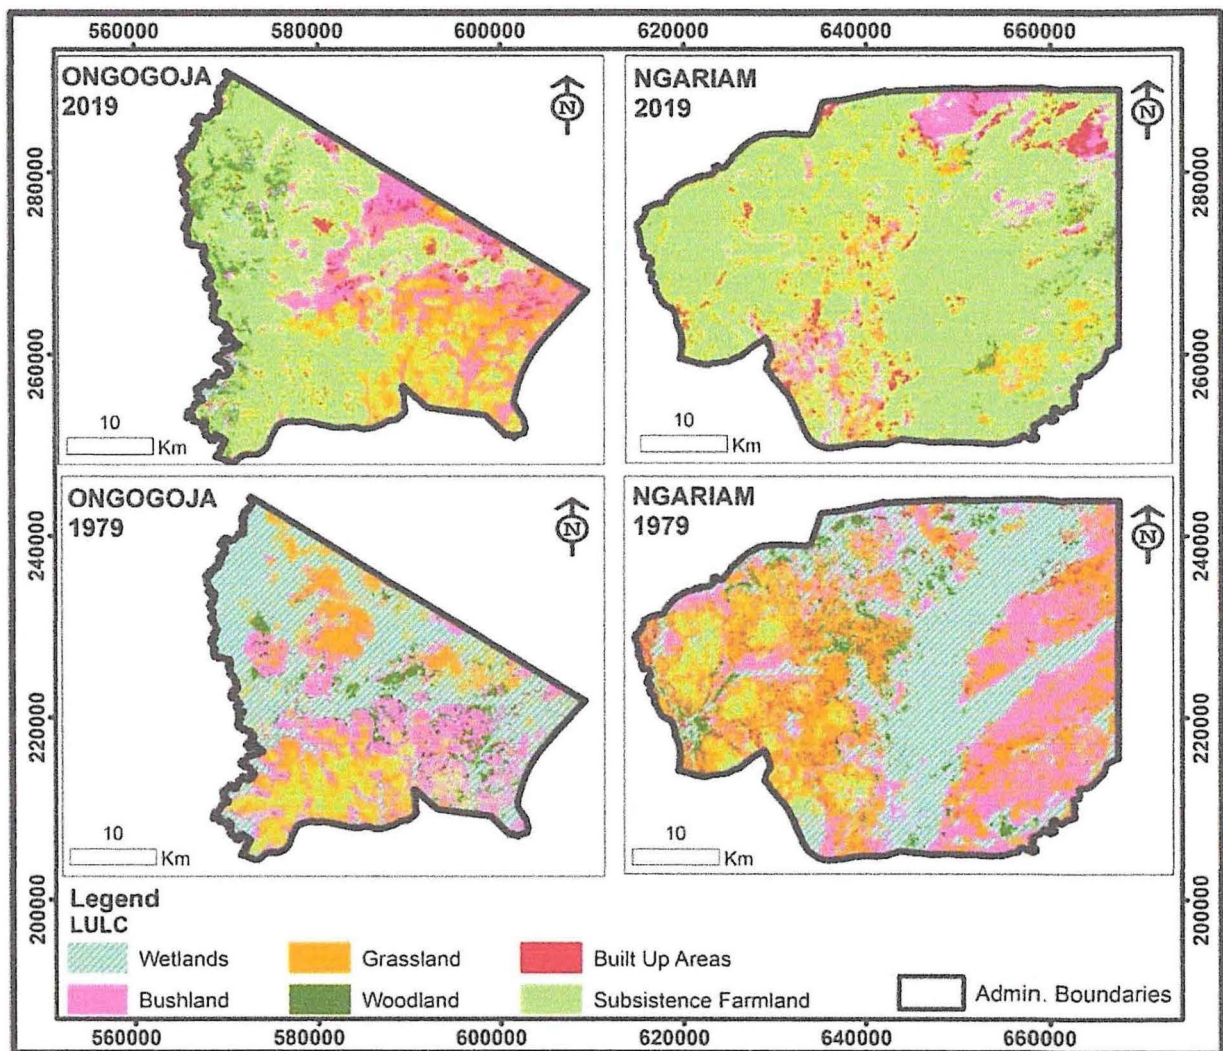 560000 580000 600000 620000 640000 660000
ONGOGOJA
2019
N
10
Km
NGARIAM
2019
N
10
Km
280000
260000
280000
260000
ONGOGOJA
1979
N
10
Km
NGARIAM
1979
N
10
Km
240000
220000
200000
240000
220000
200000
Legend
LULC
Wetlands
Grassland
Built Up Areas
Bushland
Woodland
Subsistence Farmland
Admin. Boundaries
560000 580000 600000 620000 640000 660000